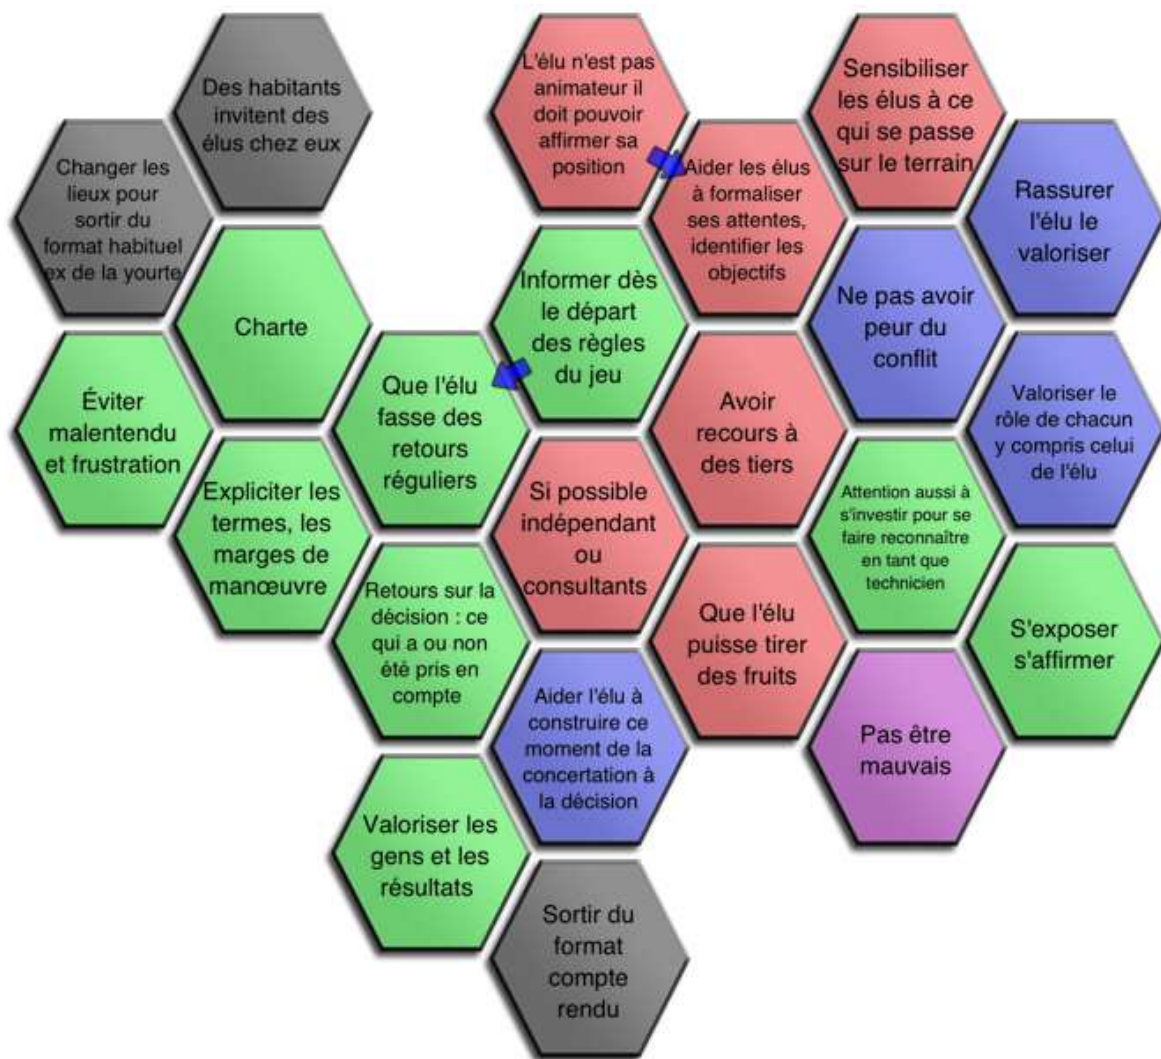 Des habitants
invitent des
élus chez eux
L'élu n'est pas
animateur il
doit pouvoir
affirmer sa
position
Sensibiliser
les élus à ce
qui se passe
sur le terrain
Changer les
lieux pour
sortir du
format habituel
ex de la yourte
Aider les élus
à formaliser
ses attentes,
identifier les
objectifs
Rassurer
l'élu le
valoriser
Charte
Informer dès
le départ
des règles
du jeu
Ne pas avoir
peur du
conflit
Éviter
malentendu
et frustration
Que l'élu
fasse des
retours
réguliers
Avoir
recours à
des tiers
Valoriser le
rôle de chacun
y compris celui
de l'élu
Expliciter les
termes, les
marges de
manœuvre
Si possible
indépendant
ou
consultants
Attention aussi à
s'investir pour se
faire reconnaître
en tant que
technicien
Retours sur la
décision : ce
qui a ou non
été pris en
compte
Que l'élu
puisse tirer
des fruits
S'exposer
s'affirmer
Aider l'élu à
construire ce
moment de la
concertation à
la décision
Pas être
mauvais
Valoriser les
gens et les
résultats
Sortir du
format
compte
rendu